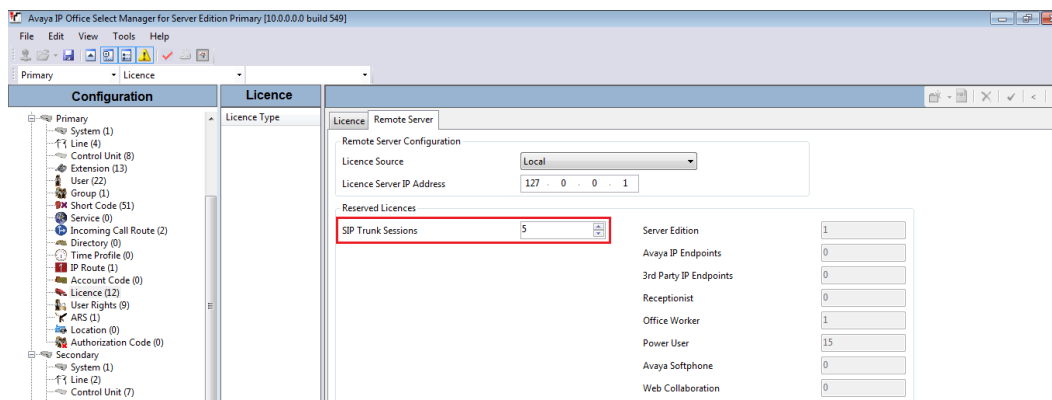 Avaya IP Office Select Manager for Server Edition Primary [10.0.0.0.0 build 549]
File Edit View Tools Help
Primary Licence
Configuration
Primary
System (1)
Line (4)
Control Unit (8)
Extension (13)
User (22)
Group (1)
Short Code (51)
Service (0)
Incoming Call Route (2)
Directory (0)
Time Profile (0)
IP Route (1)
Account Code (0)
Licence (12)
User Rights (9)
ARS (1)
Location (0)
Authorization Code (0)
Secondary
System (1)
Line (2)
Control Unit (7)
Licence
Licence Type
Licence Remote Server
Remote Server Configuration
Licence Source Local
Licence Server IP Address 127 . 0 . 0 . 1
Reserved Licences
SIP Trunk Sessions 5
Server Edition 1
Avaya IP Endpoints 0
3rd Party IP Endpoints 0
Receptionist 0
Office Worker 1
Power User 15
Avaya Softphone 0
Web Collaboration 0